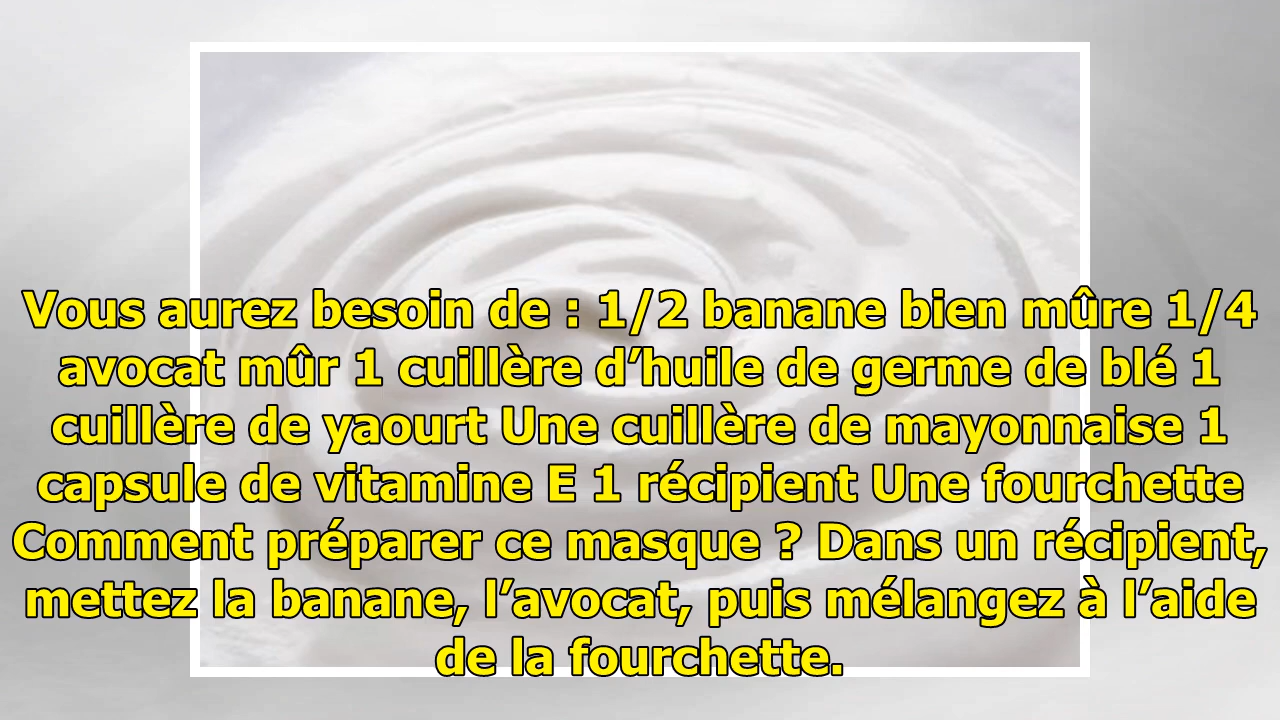 Vous aurez besoin de : 1/2 banane bien mûre 1/4
avocat mûr 1 cuillère d’huile de germe de blé 1
cuillère de yaourt Une cuillère de mayonnaise 1
capsule de vitamine E 1 récipient Une fourchette
Comment préparer ce masque ? Dans un récipient,
mettez la banane, l’avocat, puis mélangez à l’aide
de la fourchette.